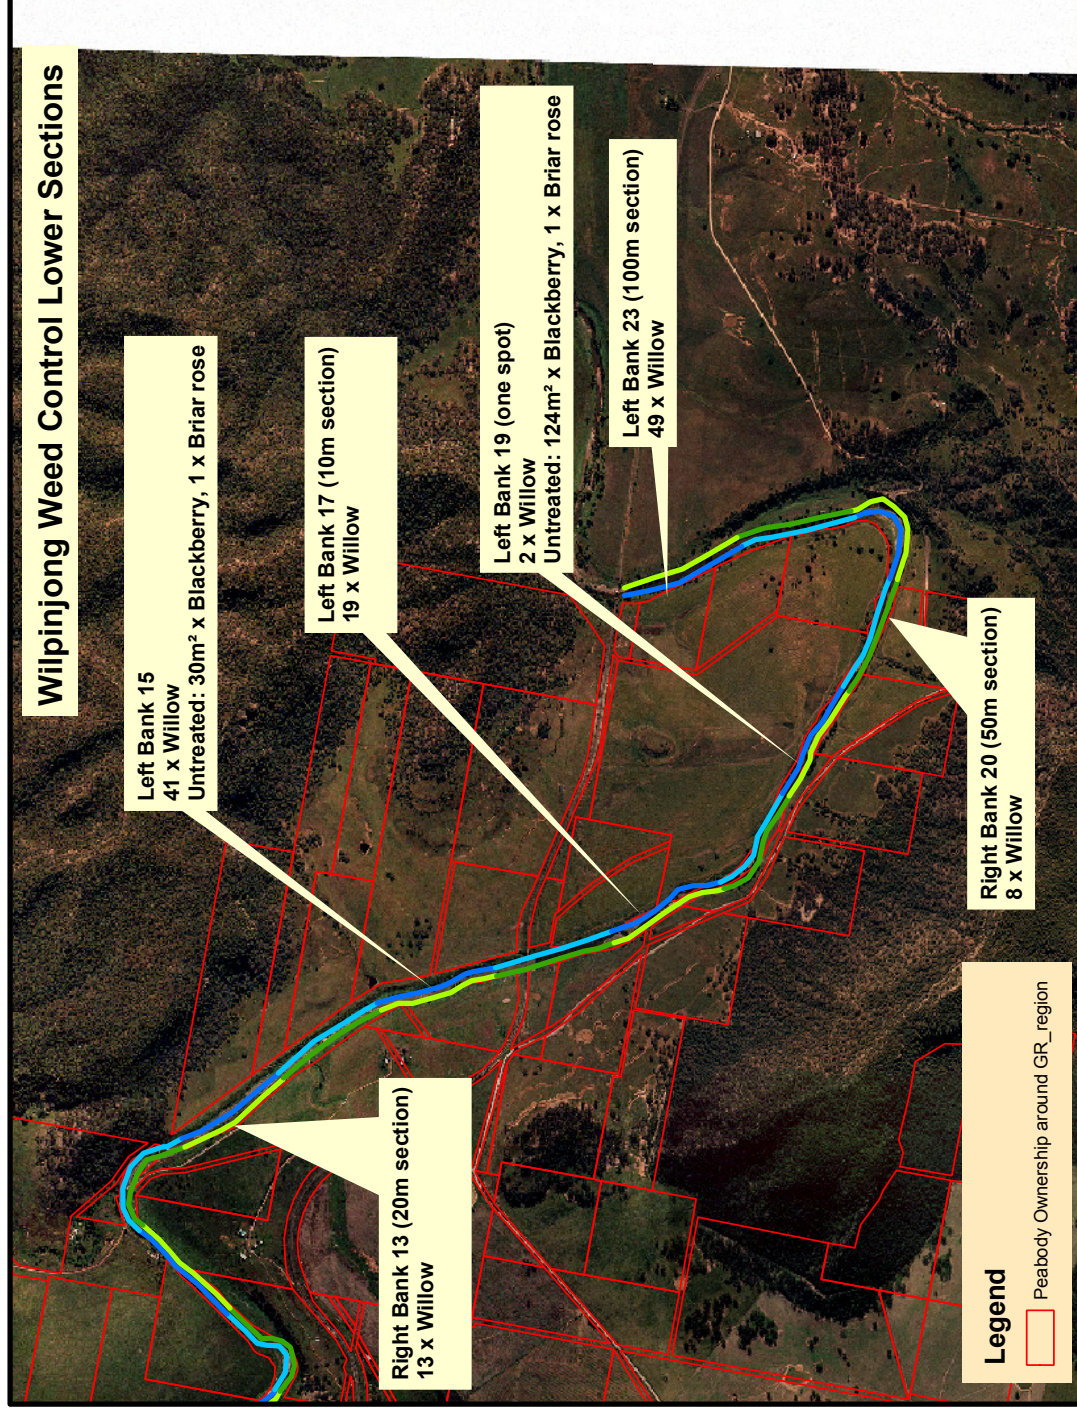 Wilpinjong Weed Control Lower Sections
Left Bank 15
41 x Willow
Untreated: 30m² x Blackberry, 1 x Briar rose
Left Bank 17 (10m section)
19 x Willow
Left Bank 19 (one spot)
2 x Willow
Untreated: 124m² x Blackberry, 1 x Briar rose
Left Bank 23 (100m section)
49 x Willow
Right Bank 13 (20m section)
13 x Willow
Right Bank 20 (50m section)
8 x Willow
Legend
Peabody Ownership around GR_region